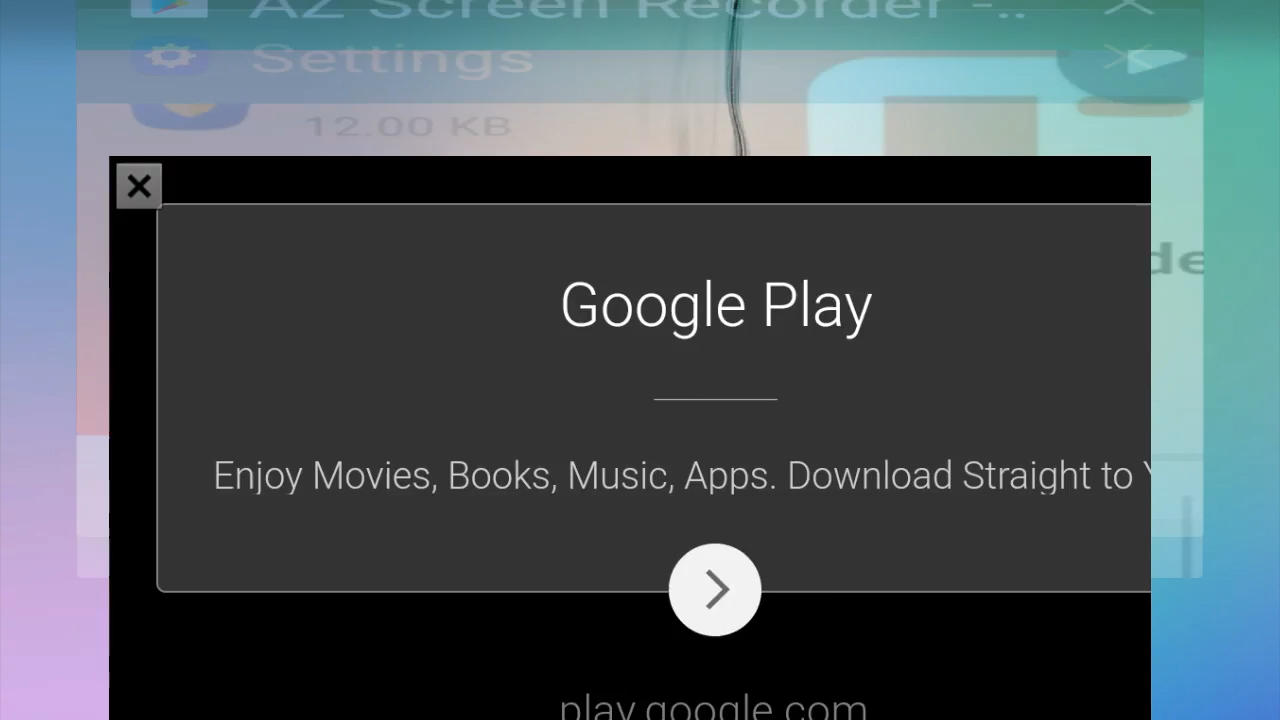 AZ Screen Recorder -..
Settings
12.00 KB
de
Google Play
Enjoy Movies, Books, Music, Apps. Download Straight to
play.google.com